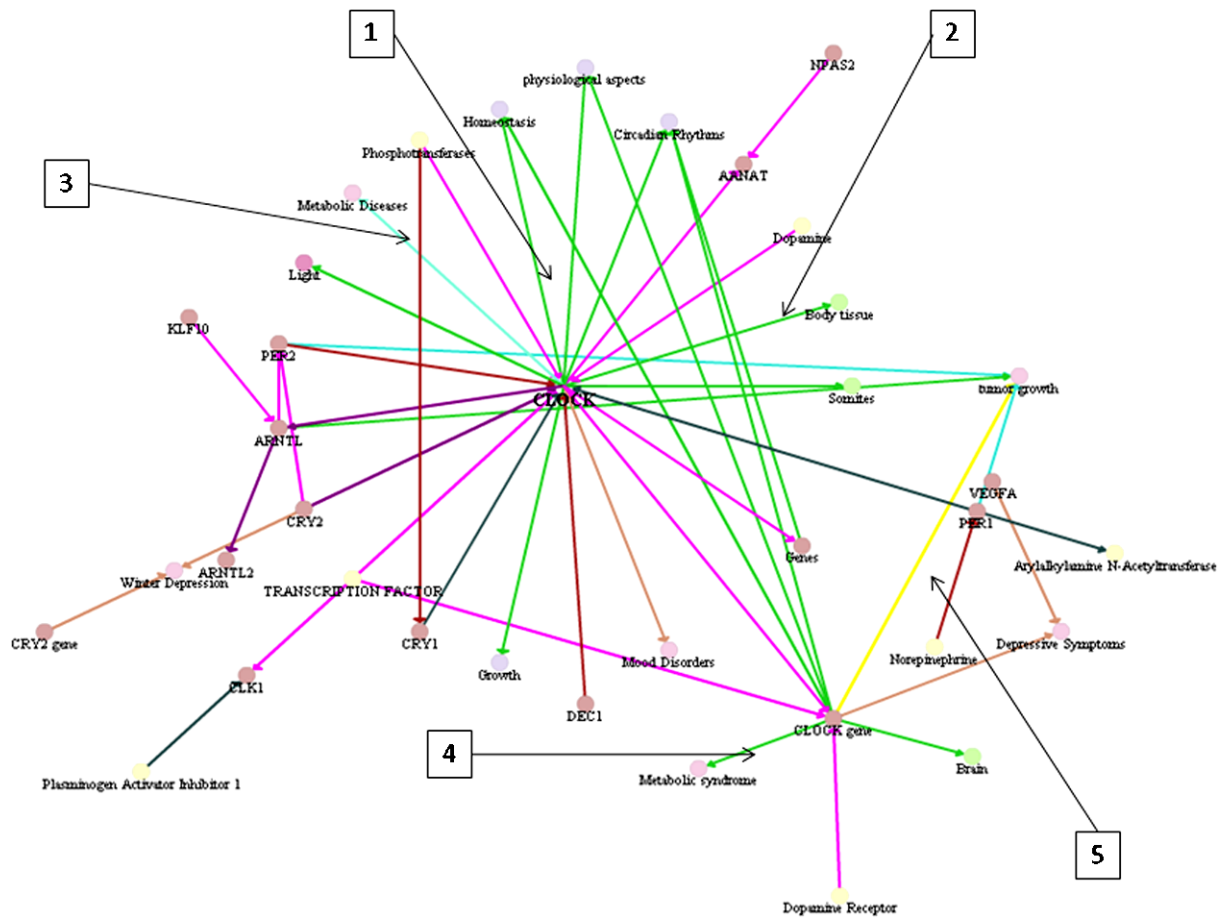 1
2
NPAS2
physiological aspects
Homeostasis
Circadian Rhythms
Phosphotransferases
AANAT
3
Metabolic Diseases
Dopamine
Light
Body tissue
KLF10
PER2
tumor growth
CLOCK
Somites
ARNTL
VEGFA
CRY2
PER1
Genes
Arylalkylamine N-Acetyltransferase
ARNTL2
Winter Depression
TRANSCRIPTION FACTOR
CRY2 gene
CRY1
Depressive Symptoms
Norepinephrine
Mood Disorders
Growth
CLK1
DEC1
CLOCK gene
4
Metabolic syndrome
Brain
Plasminogen Activator Inhibitor 1
5
Dopamine Receptor